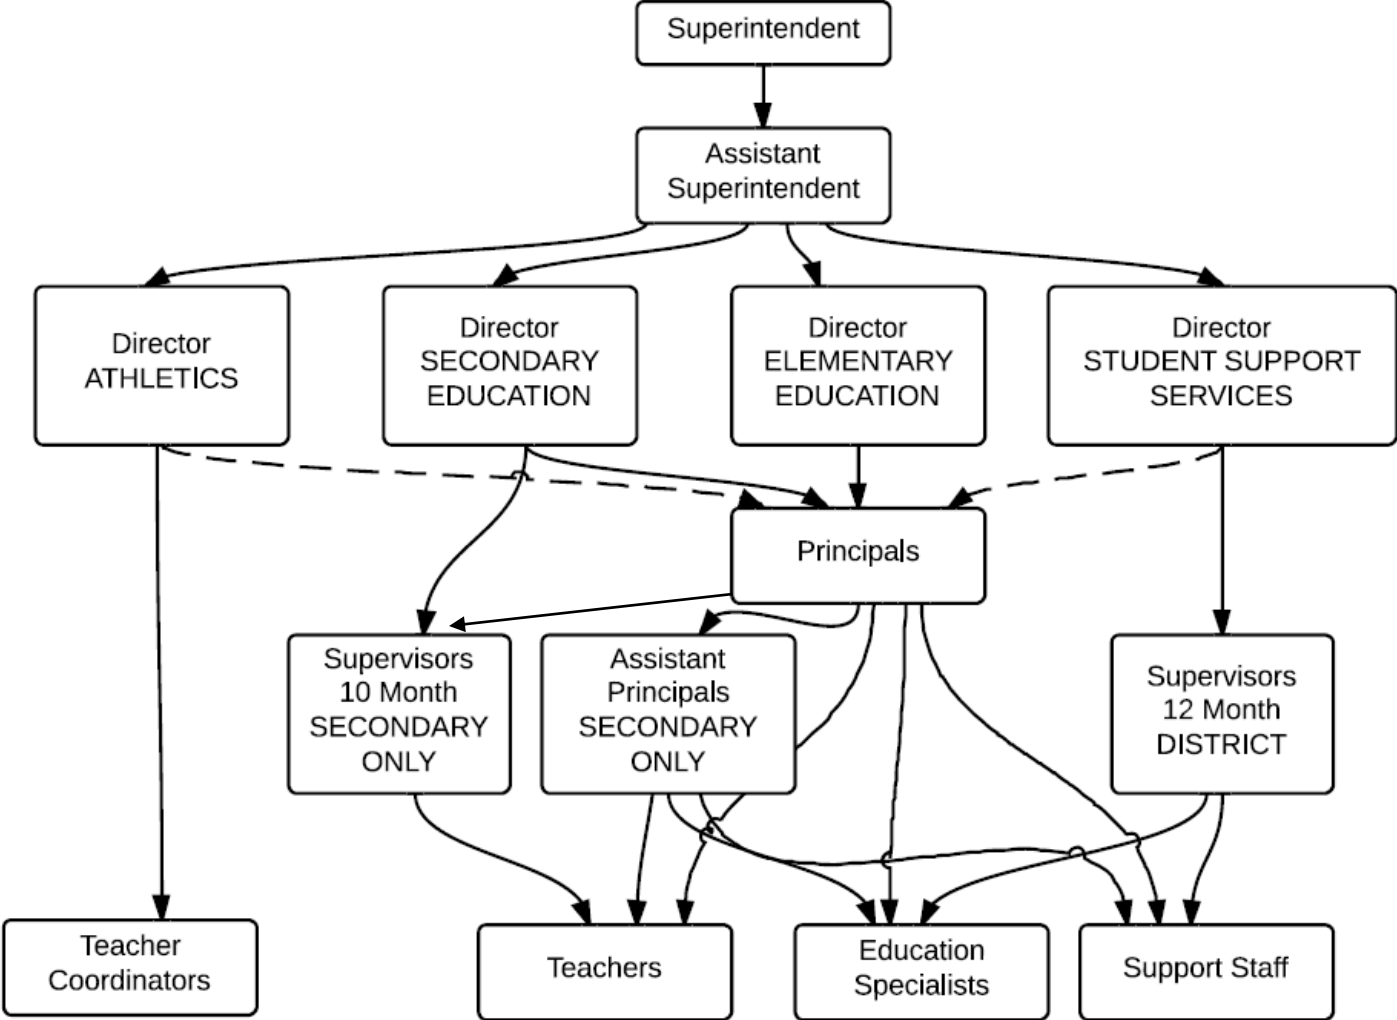 Superintendent
Assistant
Superintendent
Director
ATHLETICS
Director
SECONDARY
EDUCATION
Director
ELEMENTARY
EDUCATION
Director
STUDENT SUPPORT
SERVICES
Principals
Supervisors
10 Month
SECONDARY
ONLY
Assistant
Principals
SECONDARY
ONLY
Supervisors
12 Month
DISTRICT
Teacher
Coordinators
Teachers
Education
Specialists
Support Staff